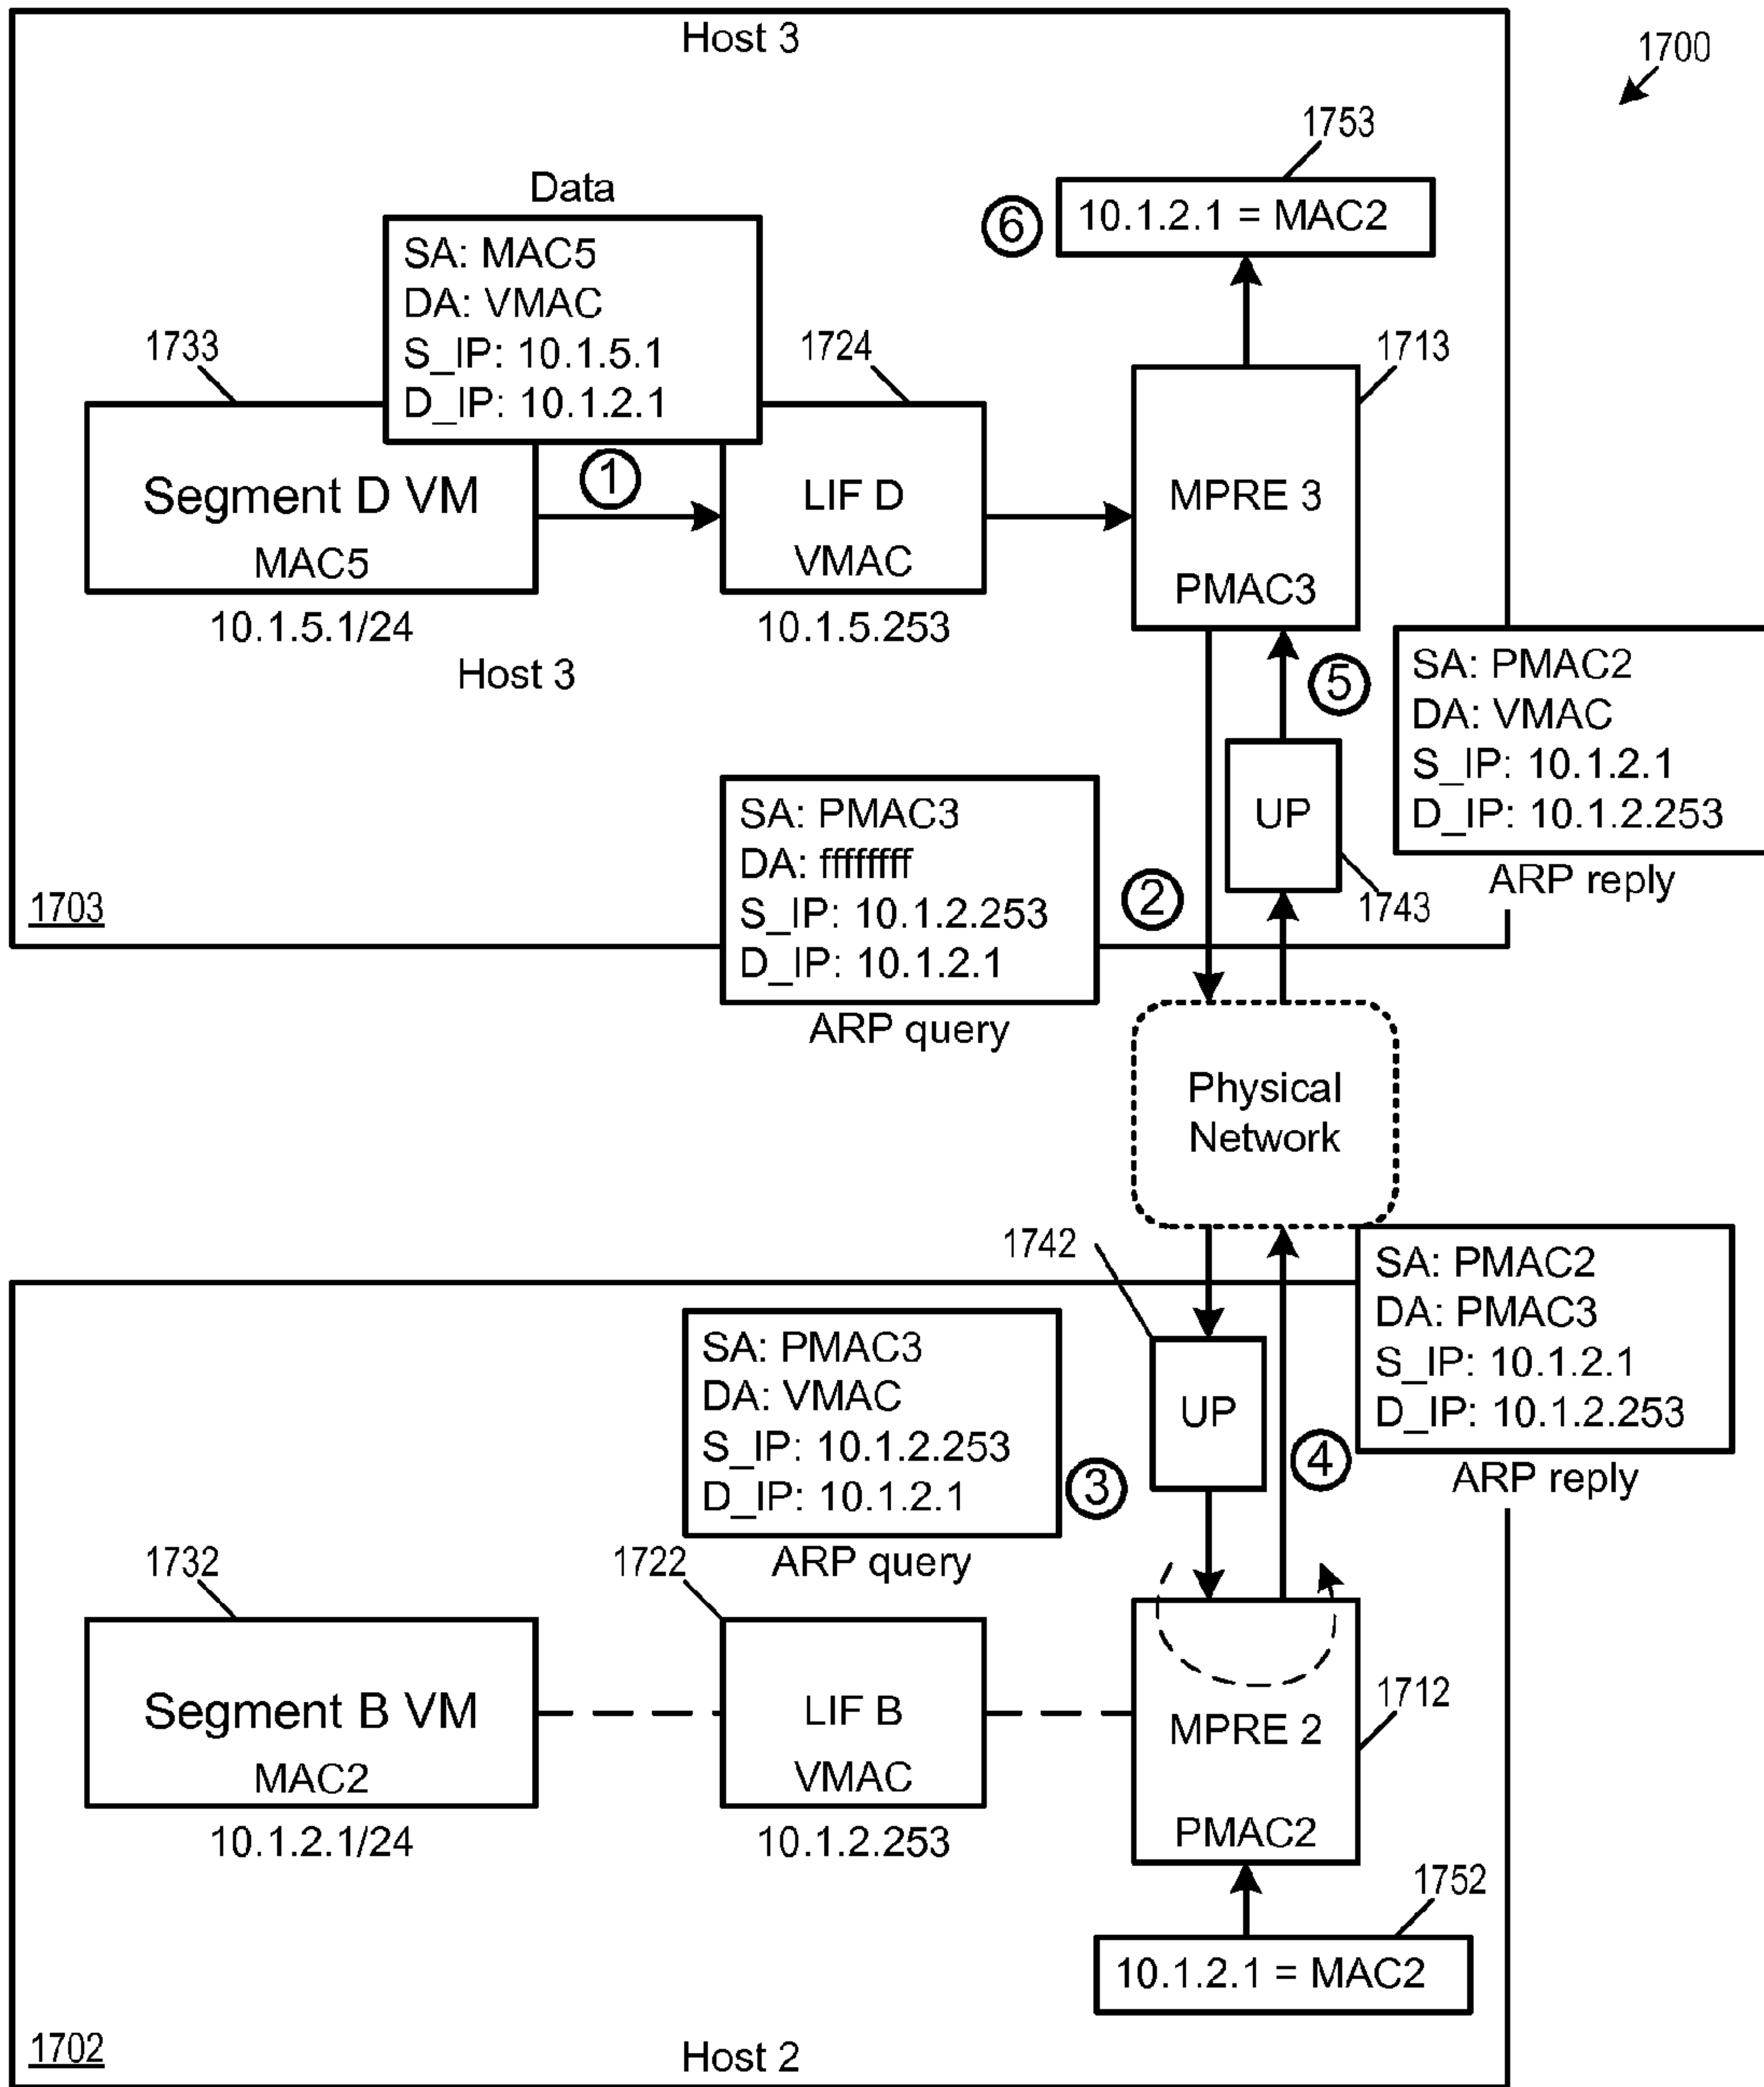 Host 3
1700
1753
Data
⑥
10.1.2.1 = MAC2
SA: MAC5
DA: VMAC
S_IP: 10.1.5.1
D_IP: 10.1.2.1
1733
1724
1713
Segment D VM
MAC5
①
LIF D
VMAC
MPRE 3
PMAC3
10.1.5.1/24
10.1.5.253
Host 3
⑤
SA: PMAC2
DA: VMAC
S_IP: 10.1.2.1
D_IP: 10.1.2.253
ARP reply
UP
1743
SA: PMAC3
DA: ffffffff
S_IP: 10.1.2.253
D_IP: 10.1.2.1
ARP query
②
1703
Physical
Network
1742
SA: PMAC2
DA: PMAC3
S_IP: 10.1.2.1
D_IP: 10.1.2.253
ARP reply
SA: PMAC3
DA: VMAC
S_IP: 10.1.2.253
D_IP: 10.1.2.1
ARP query
③
UP
④
1732
1722
1712
Segment B VM
MAC2
LIF B
VMAC
MPRE 2
PMAC2
10.1.2.1/24
10.1.2.253
1752
10.1.2.1 = MAC2
1702
Host 2